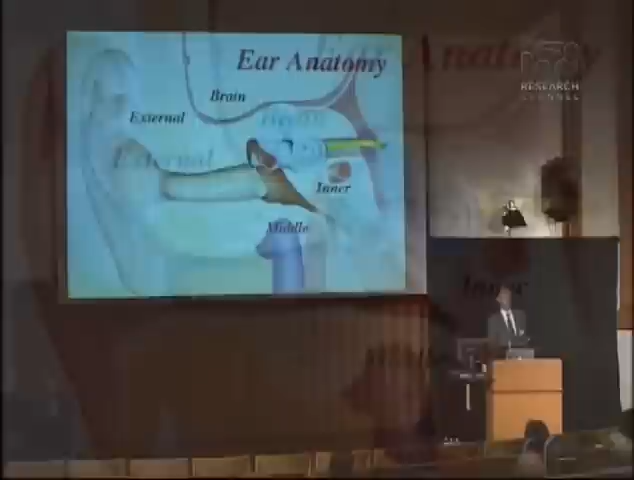 Ear Anatomy
Brain
External
Inner
Middle
RESEARCH
CHANNEL